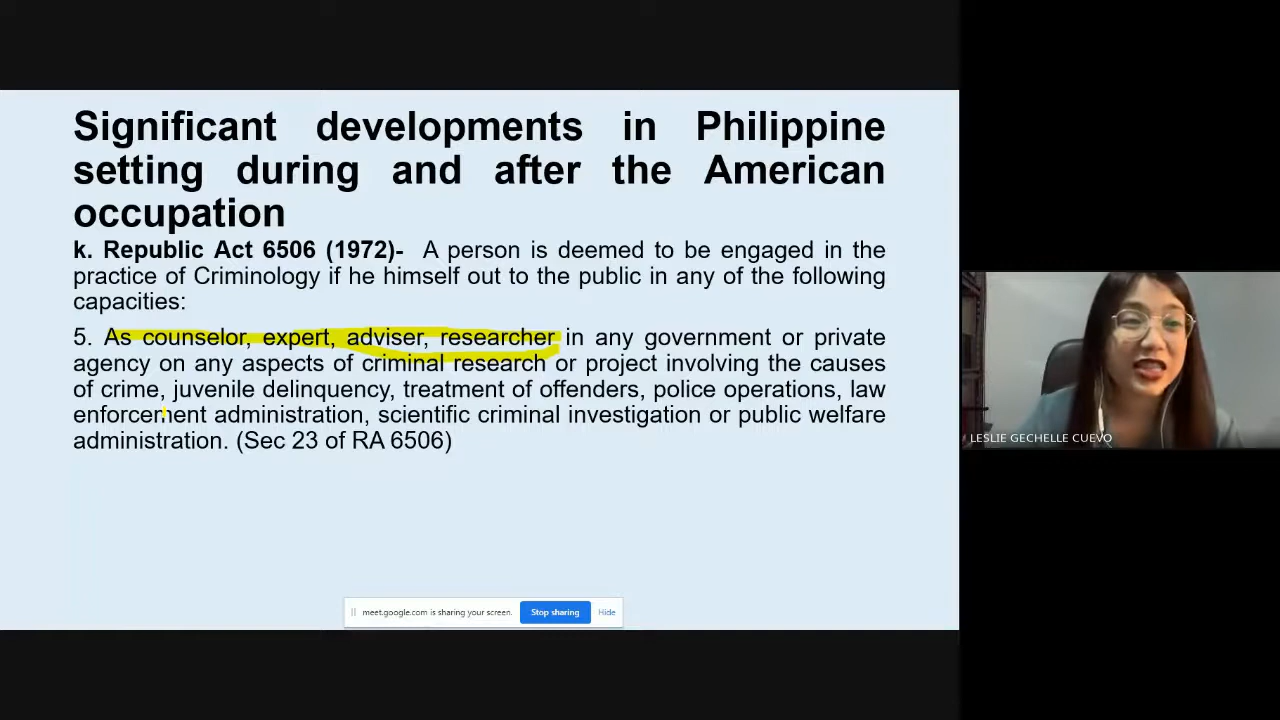 Significant developments in Philippine
setting during and after the American
occupation
k. Republic Act 6506 (1972)- A person is deemed to be engaged in the
practice of Criminology if he himself out to the public in any of the following
capacities:
5. As counselor, expert, adviser, researcher in any government or private
agency on any aspects of criminal research or project involving the causes
of crime, juvenile delinquency, treatment of offenders, police operations, law
enforcement administration, scientific criminal investigation or public welfare
administration. (Sec 23 of RA 6506)
meet.google.com is sharing your screen. Stop sharing Hide
LESLIE GECHELLE CUEVO